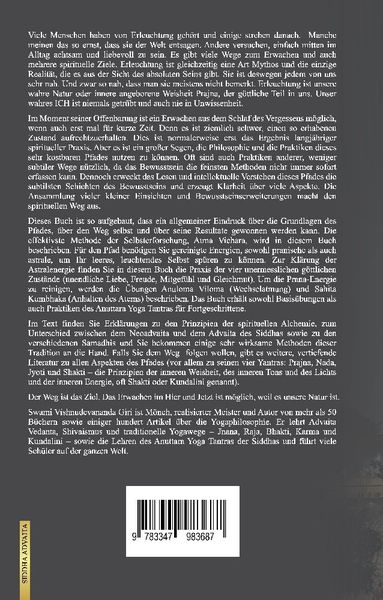 Viele Menschen haben von Erleuchtung gehört und einige streben danach. Manche
meinen das so ernst, dass sie der Welt entsagen. Andere versuchen, einfach mitten im
Alltag achtsam und liebevoll zu sein. Es gibt viele Wege zum Erwachen und auch
mehrere spirituelle Ziele. Erleuchtung ist gleichzeitig eine Art Mythos und die einzige
Realität, die es aus der Sicht des absoluten Seins gibt. Sie ist deswegen jedem von uns
sehr nah. Und zwar so nah, dass man sie meistens nicht bemerkt. Erleuchtung ist unsere
wahre Natur oder innere angeborene Weisheit Prajna, der göttliche Teil in uns. Unser
wahres ICH ist niemals getrübt und auch nie in Unwissenheit.
Im Moment seiner Offenbarung ist ein Erwachen aus dem Schlaf des Vergessens möglich,
wenn auch erst mal für kurze Zeit. Denn es ist ziemlich schwer, einen so erhabenen
Zustand aufrechtzuerhalten. Dies ist normalerweise erst das Ergebnis langjähriger
spiritueller Praxis. Aber es ist ein großer Segen, die Philosophie und die Praktiken dieses
sehr kostbaren Pfades nutzen zu können. Oft sind auch Praktiken anderer, weniger
subtiler Wege nützlich, da das Bewusstsein die feinsten Methoden nicht immer sofort
erfassen kann. Dennoch erweckt das Lesen und intellektuelle Verstehen dieses Pfades die
subtilsten Schichten des Bewusstseins und erzeugt Klarheit über viele Aspekte. Die
Ansammlung vieler kleiner Einsichten und Bewusstseinserweiterungen macht den
spirituellen Weg aus.
Dieses Buch ist so aufgebaut, dass ein allgemeiner Eindruck über die Grundlagen des
Pfades, über den Weg selbst und über seine Resultate gewonnen werden kann. Die
effektivste Methode der Selbsterforschung, Atma Vichara, wird in diesem Buch
beschrieben. Für den Pfad benötigen Sie gereinigte Energien, sowohl pranische als auch
astrale, um Ihr leeres, leuchtendes Selbst spüren zu können. Zur Klärung der
Astralenergie finden Sie in diesem Buch die Praxis der vier unermesslichen göttlichen
Zustände (unendliche Liebe, Freude, Mitgefühl und Gleichmut). Um die Prana-Energie
zu reinigen, werden die Übungen Anuloma Viloma (Wechselatmung) und Sahita
Kumbhaka (Anhalten des Atems) beschrieben. Das Buch erhält sowohl Basisübungen als
auch Praktiken des Anuttara Yoga Tantras für Fortgeschrittene.
Im Text finden Sie Erklärungen zu den Prinzipien der spirituellen Alchemie, zum
Unterschied zwischen dem Neoadvaita und dem Advaita des Siddhas sowie zu den
verschiedenen Samadhis und Sie bekommen einige sehr wirksame Methoden dieser
Tradition an die Hand. Falls Sie dem Weg folgen wollen, gibt es weitere, vertiefende
Literatur zu allen Aspekten des Pfades (vor allem zu seinen vier Yantras: Prajna, Nada,
Jyoti und Shakti – die Prinzipien der inneren Weisheit, des inneren Tons und des Lichts
und der inneren Energie, oft Shakti oder Kundalini genannt).
Der Weg ist das Ziel. Das Erwachen im Hier und Jetzt ist möglich, weil es unsere Natur ist.
Swami Vishnudevananda Giri ist Mönch, realisierter Meister und Autor von mehr als 50
Büchern sowie einiger hundert Artikel über die Yogaphilosophie. Er lehrt Advaita
Vedanta, Shivaismus und traditionelle Yogawege – Jnana, Raja, Bhakti, Karma und
Kundalini – sowie die Lehren des Anuttara Yoga Tantras der Siddhas und führt viele
Schüler auf der ganzen Welt.
9 783347 983687
SIDDHA ADVAITA